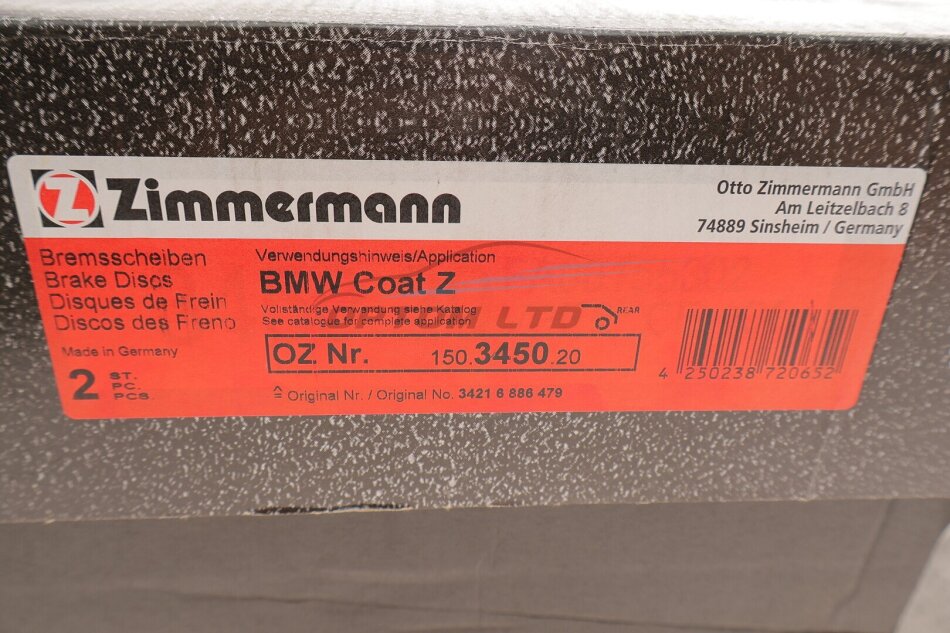 Z Zimmermann
Otto Zimmermann GmbH
Am Leitzelbach 8
74889 Sinsheim / Germany
Bremsscheiben
Brake Discs
Disques de Frein
Discos des Freno
Made in Germany
2 ST.
PC.
PCS.
Verwendungshinweis/Application
BMW Coat Z
Vollständige Verwendung siehe Katalog
See catalogue for complete application
REAR
OZ Nr. 150.3450.20
≙ Original Nr. / Original No. 3421 6 886 479
4 250238 720652
LTD